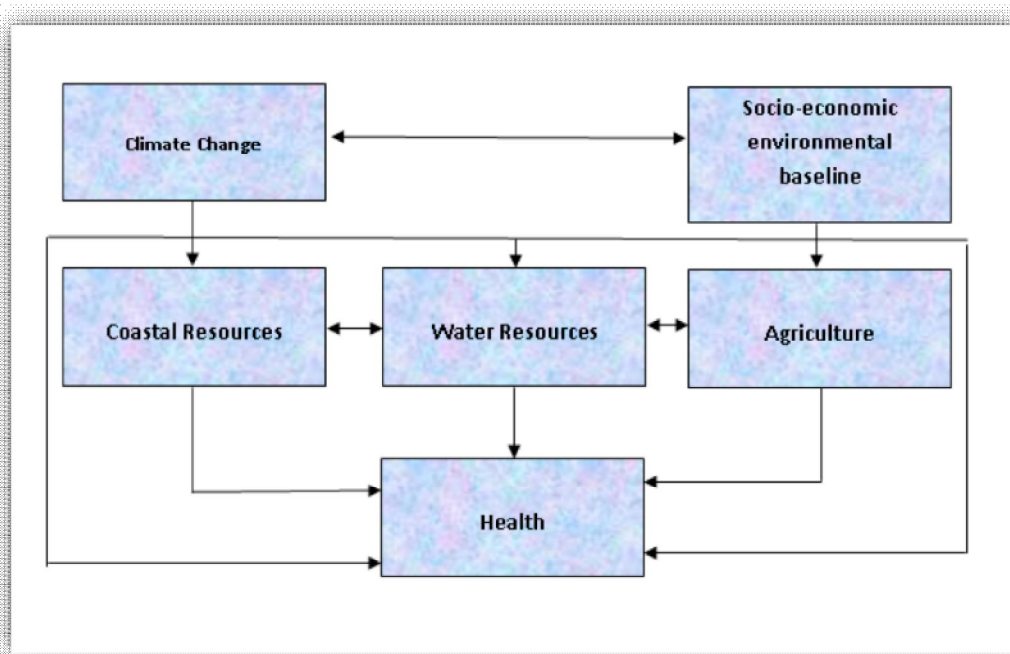 Climate Change
Socio-economic
environmental
baseline
Coastal Resources
Water Resources
Agriculture
Health